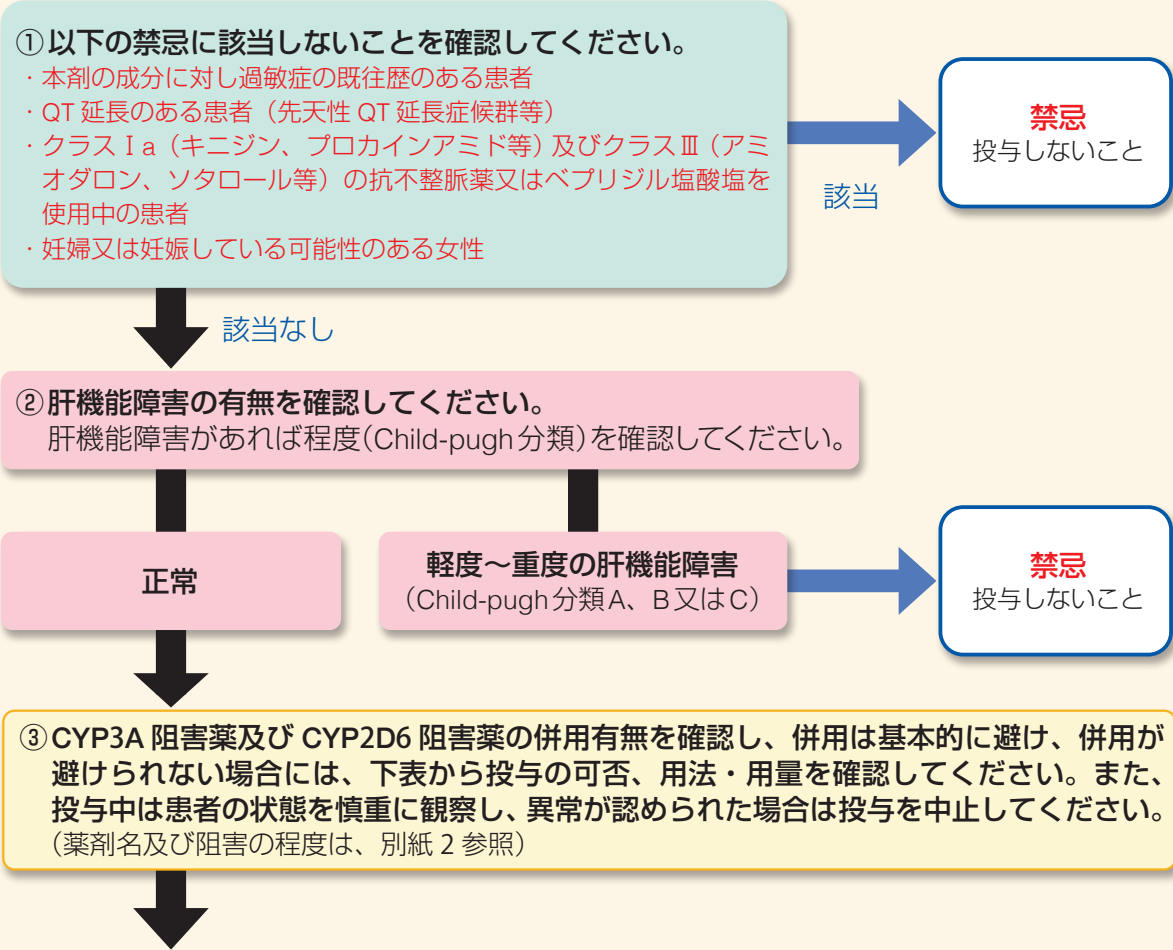 ①以下の禁忌に該当しないことを確認してください。
・本剤の成分に対し過敏症の既往歴のある患者
・QT 延長のある患者（先天性 QT 延長症候群等）
・クラスⅠa（キニジン、プロカインアミド等）及びクラスⅢ（アミ
オダロン、ソタロール等）の抗不整脈薬又はベプリジル塩酸塩を
使用中の患者
・妊婦又は妊娠している可能性のある女性
該当
禁忌
投与しないこと
該当なし
②肝機能障害の有無を確認してください。
肝機能障害があれば程度（Child-pugh 分類）を確認してください。
正常
軽度～重度の肝機能障害
（Child-pugh 分類 A、B 又は C）
禁忌
投与しないこと
③CYP3A 阻害薬及び CYP2D6 阻害薬の併用有無を確認し、併用は基本的に避け、併用が
避けられない場合には、下表から投与の可否、用法・用量を確認してください。また、
投与中は患者の状態を慎重に観察し、異常が認められた場合は投与を中止してください。
（薬剤名及び阻害の程度は、別紙 2 参照）